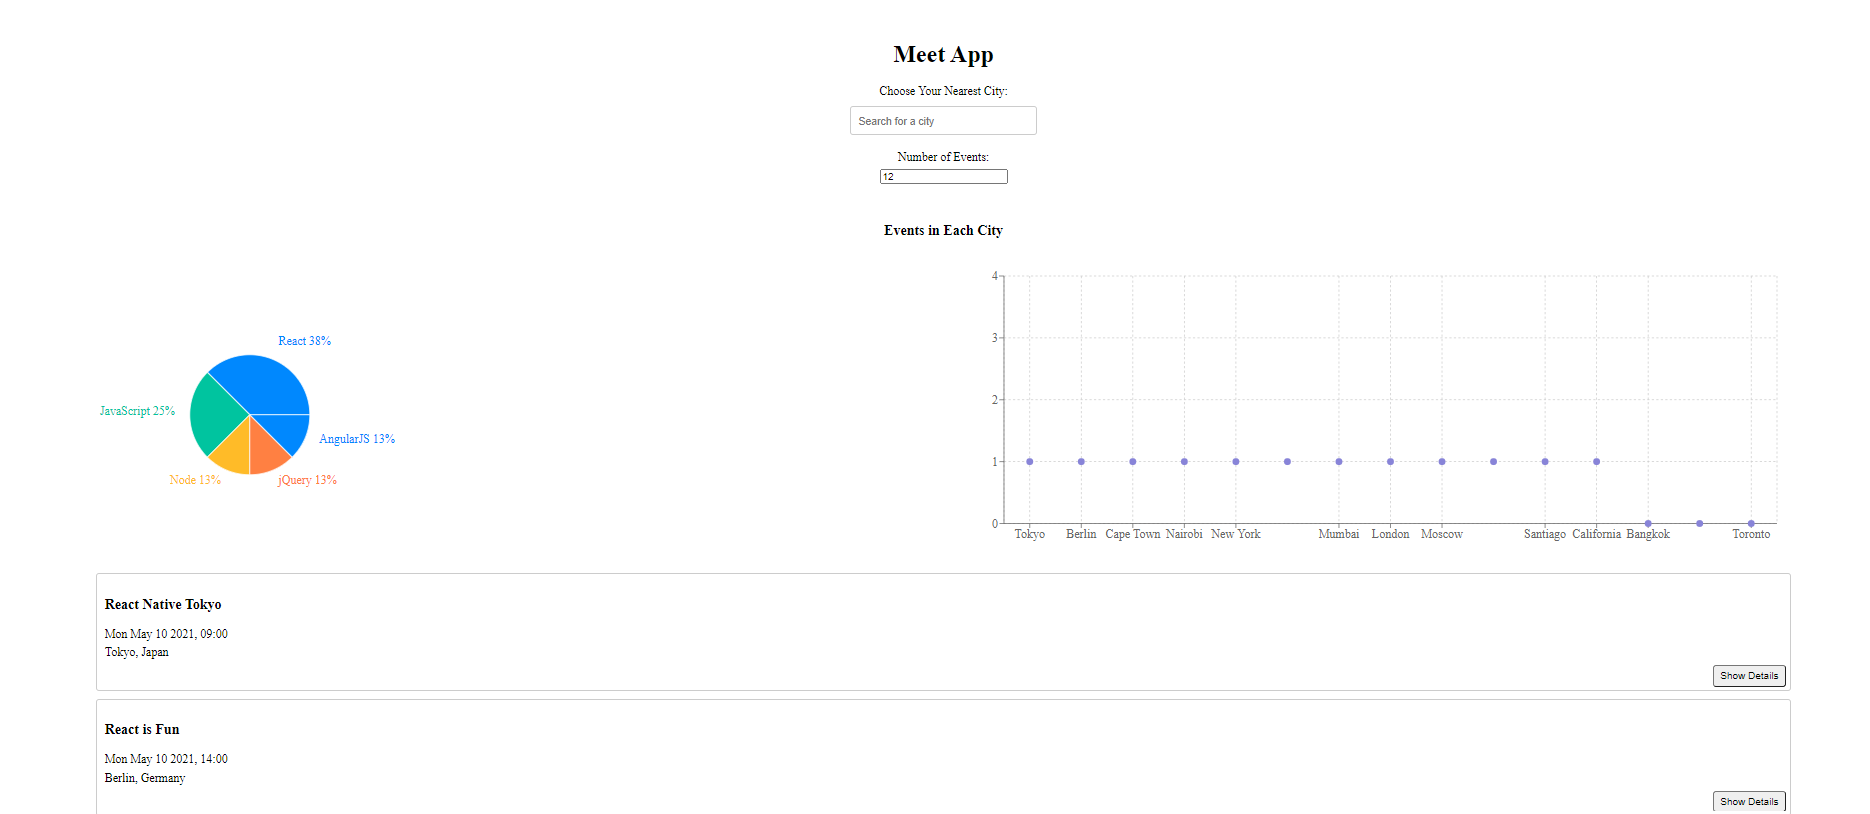 Meet App
Choose Your Nearest City:
Search for a city
Number of Events:
12
Events in Each City
React 38%
JavaScript 25%
AngularJS 13%
Node 13%
jQuery 13%
4
3
2
1
0
Tokyo Berlin Cape Town Nairobi New York Mumbai London Moscow Santiago California Bangkok Toronto
React Native Tokyo
Mon May 10 2021, 09:00
Tokyo, Japan
Show Details
React is Fun
Mon May 10 2021, 14:00
Berlin, Germany
Show Details